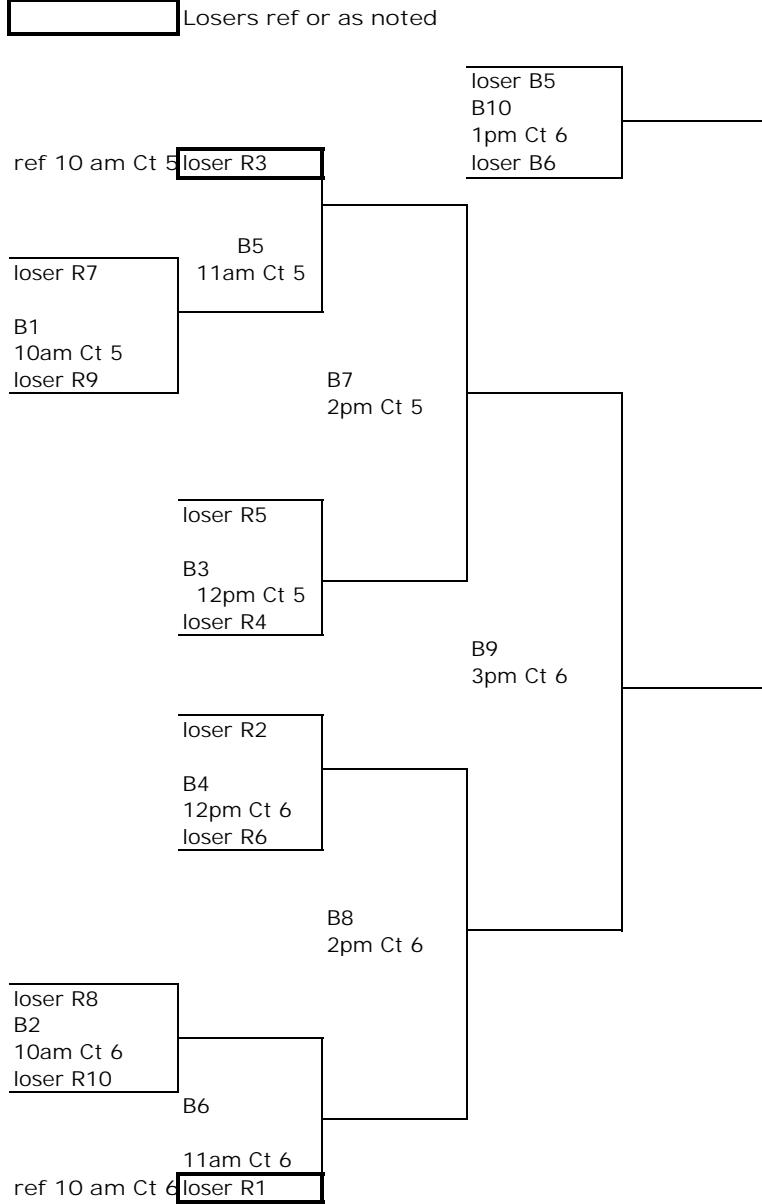 Losers ref or as noted
loser B5
B10
1pm Ct 6
loser B6
ref 10 am Ct 5 loser R3
B5
11am Ct 5
loser R7
B1
10am Ct 5
loser R9
B7
2pm Ct 5
loser R5
B3
12pm Ct 5
loser R4
B9
3pm Ct 6
loser R2
B4
12pm Ct 6
loser R6
B8
2pm Ct 6
loser R8
B2
10am Ct 6
loser R10
B6
11am Ct 6
ref 10 am Ct 6 loser R1